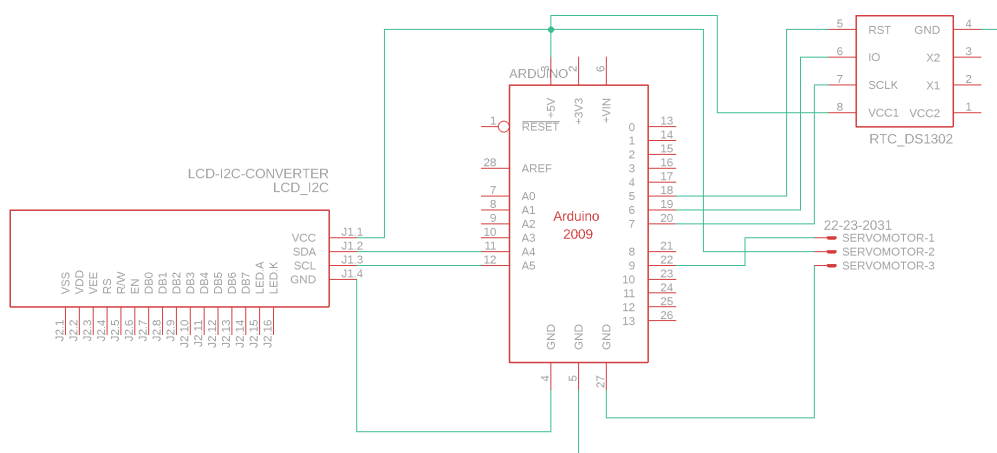 LCD-I2C-CONVERTER
LCD_I2C
VCC J1.1
SDA J1.2
SCL J1.3
GND J1.4
VSS
VDD
VEE
RS
R/W
EN
DB0
DB1
DB2
DB3
DB4
DB5
DB6
DB7
LED.A
LED.K
J2.1
J2.2
J2.3
J2.4
J2.5
J2.6
J2.7
J2.8
J2.9
J2.10
J2.11
J2.12
J2.13
J2.14
J2.15
J2.16
ARDUINO
3 2 6
+5V +3V3 +VIN
1 RESET
28 AREF
7 A0
8 A1
9 A2
10 A3
11 A4
12 A5
Arduino
2009
0 13
1 14
2 15
3 16
4 17
5 18
6 19
7 20
8 21
9 22
10 23
11 24
12 25
13 26
GND GND GND
4 5 27
5 RST GND 4
6 IO X2 3
7 SCLK X1 2
8 VCC1 VCC2 1
RTC_DS1302
22-23-2031
SERVOMOTOR-1
SERVOMOTOR-2
SERVOMOTOR-3